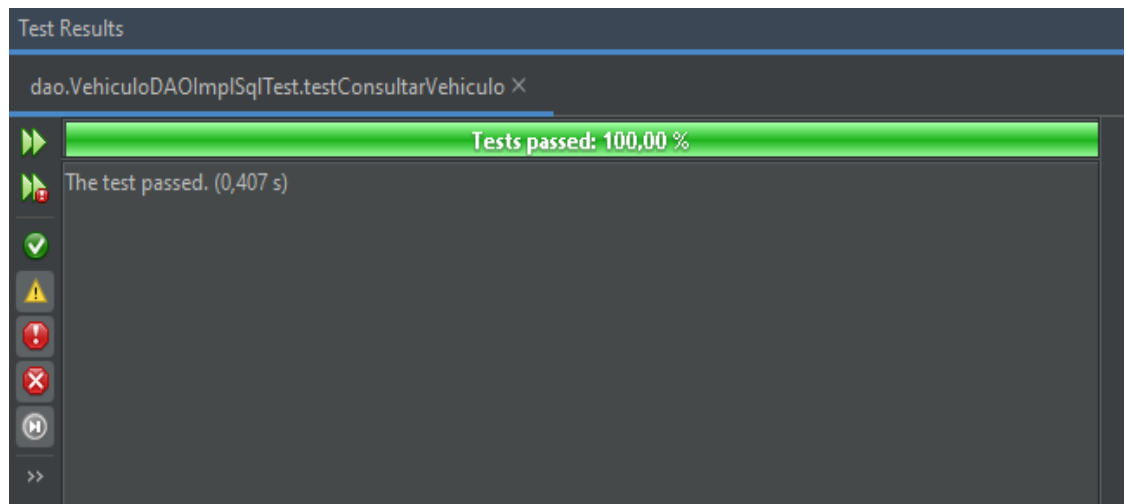 Test Results
dao.VehiculoDAOImplSqlTest.testConsultarVehiculo ×
Tests passed: 100,00 %
The test passed. (0,407 s)
>>